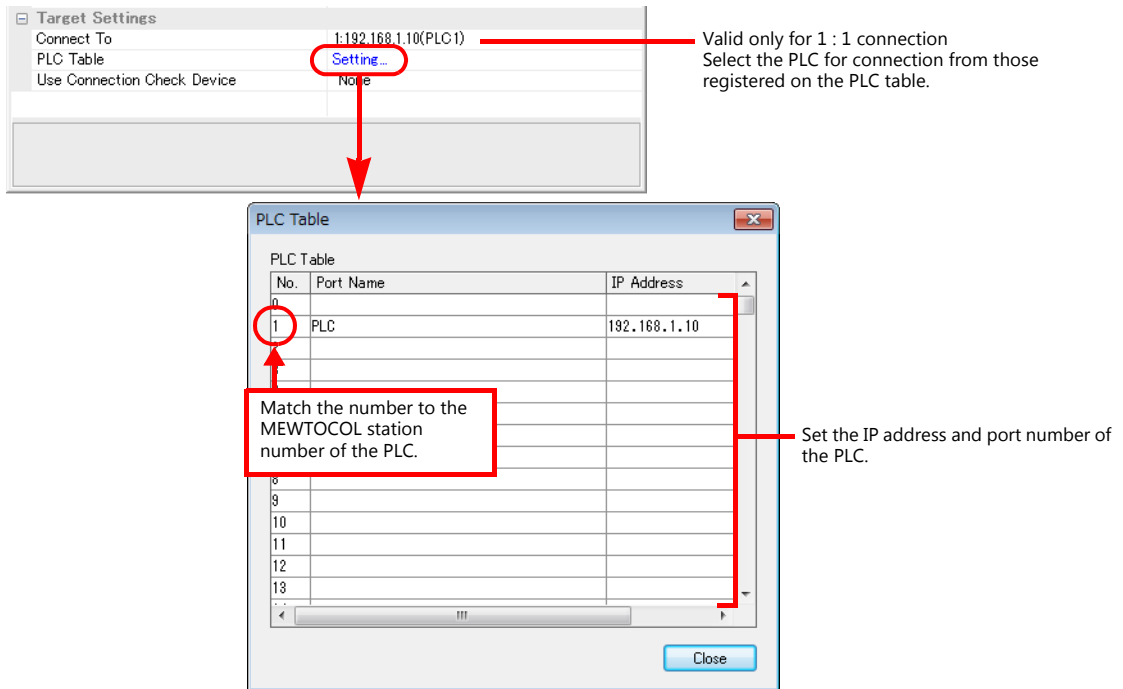 Target Settings
Connect To 1:192.168.1.10(PLC1)
PLC Table Setting...
Use Connection Check Device None
Valid only for 1 : 1 connection
Select the PLC for connection from those
registered on the PLC table.
PLC Table
PLC Table
No. Port Name IP Address
0
1 PLC 192.168.1.10
Match the number to the
MEWTOCOL station
number of the PLC.
Set the IP address and port number of
the PLC.
8
9
10
11
12
13
Close